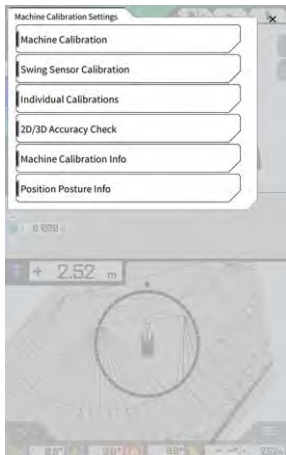 Machine Calibration Settings
×
Machine Calibration
Swing Sensor Calibration
Individual Calibrations
2D/3D Accuracy Check
Machine Calibration Info
Position Posture Info
+ 2.52 m